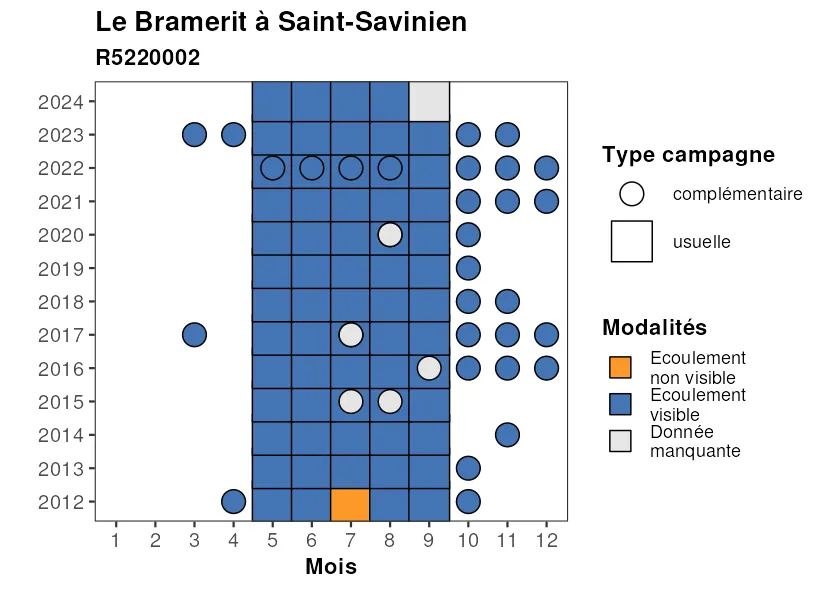 Le Bramerit à Saint-Savinien
R5220002
2024
2023
2022
2021
2020
2019
2018
2017
2016
2015
2014
2013
2012
1 2 3 4 5 6 7 8 9 10 11 12
Mois
Type campagne
complémentaire
usuelle
Modalités
Ecoulement
non visible
Ecoulement
visible
Donnée
manquante